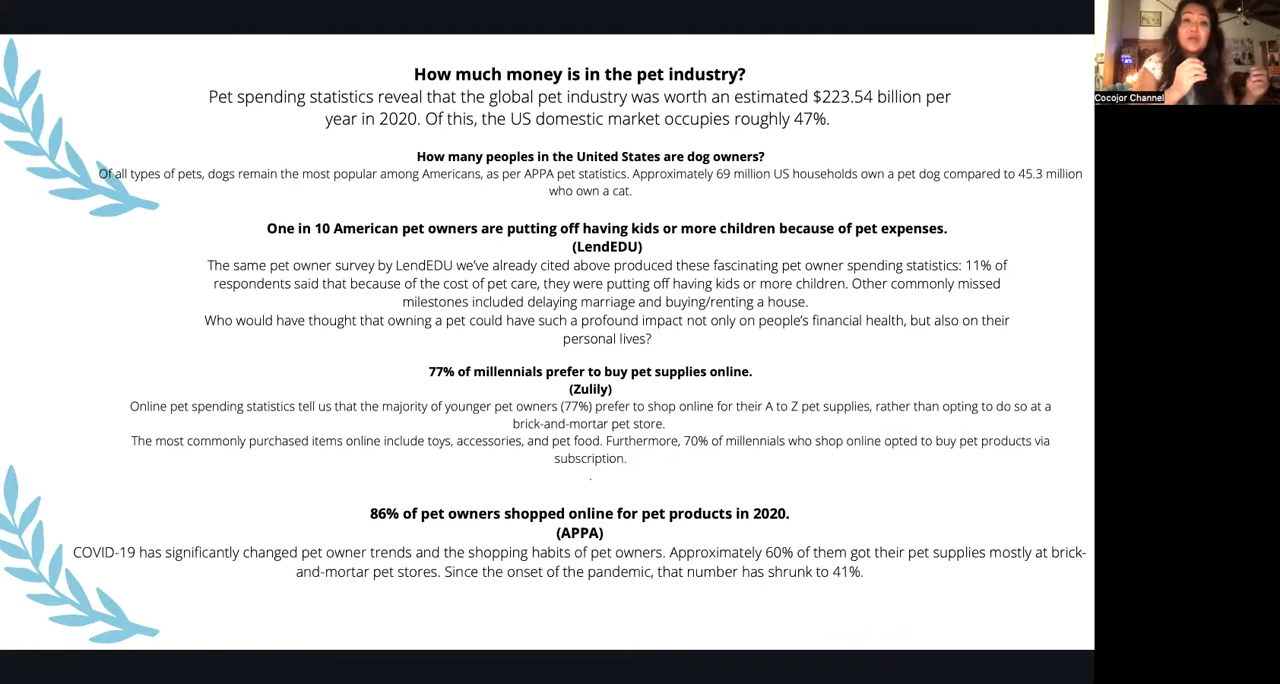 How much money is in the pet industry?
Pet spending statistics reveal that the global pet industry was worth an estimated $223.54 billion per
year in 2020. Of this, the US domestic market occupies roughly 47%.
How many peoples in the United States are dog owners?
Of all types of pets, dogs remain the most popular among Americans, as per APPA pet statistics. Approximately 69 million US households own a pet dog compared to 45.3 million
who own a cat.
One in 10 American pet owners are putting off having kids or more children because of pet expenses.
(LendEDU)
The same pet owner survey by LendEDU we've already cited above produced these fascinating pet owner spending statistics: 11% of
respondents said that because of the cost of pet care, they were putting off having kids or more children. Other commonly missed
milestones included delaying marriage and buying/renting a house.
Who would have thought that owning a pet could have such a profound impact not only on people's financial health, but also on their
personal lives?
77% of millennials prefer to buy pet supplies online.
(Zulily)
Online pet spending statistics tell us that the majority of younger pet owners (77%) prefer to shop online for their A to Z pet supplies, rather than opting to do so at a
brick-and-mortar pet store.
The most commonly purchased items online include toys, accessories, and pet food. Furthermore, 70% of millennials who shop online opted to buy pet products via
subscription.
.
86% of pet owners shopped online for pet products in 2020.
(APPA)
COVID-19 has significantly changed pet owner trends and the shopping habits of pet owners. Approximately 60% of them got their pet supplies mostly at brick-
and-mortar pet stores. Since the onset of the pandemic, that number has shrunk to 41%.
Cocojor Channel